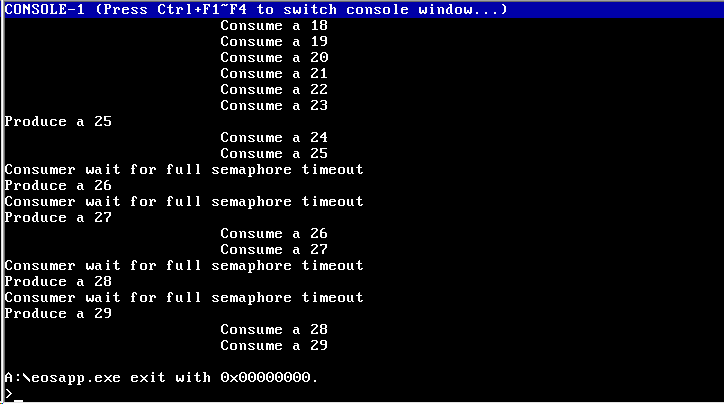 CONSOLE-1 (Press Ctrl+F1~F4 to switch console window...)
Consume a 18
Consume a 19
Consume a 20
Consume a 21
Consume a 22
Consume a 23
Produce a 25
Consume a 24
Consume a 25
Consumer wait for full semaphore timeout
Produce a 26
Consumer wait for full semaphore timeout
Produce a 27
Consume a 26
Consume a 27
Consumer wait for full semaphore timeout
Produce a 28
Consumer wait for full semaphore timeout
Produce a 29
Consume a 28
Consume a 29
A:\eosapp.exe exit with 0x00000000.
>_